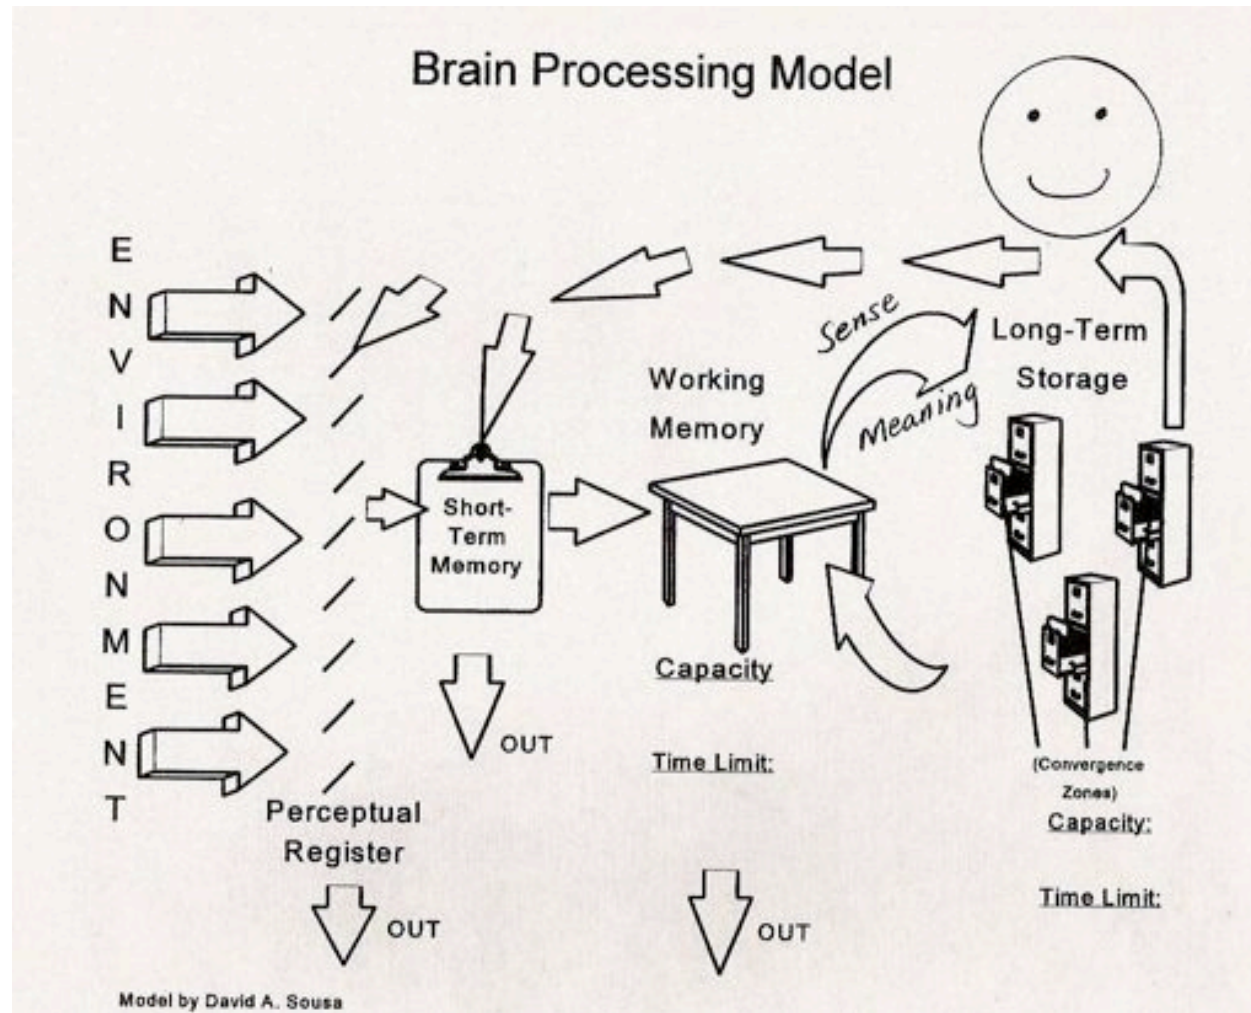 Brain Processing Model
ENVIRONMENT
Sense
Meaning
Long-Term
Storage
Working
Memory
Short-
Term
Memory
Capacity
OUT
Time Limit:
(Convergence
Zones)
Capacity:
Perceptual
Register
Time Limit:
OUT
OUT
Model by David A. Sousa